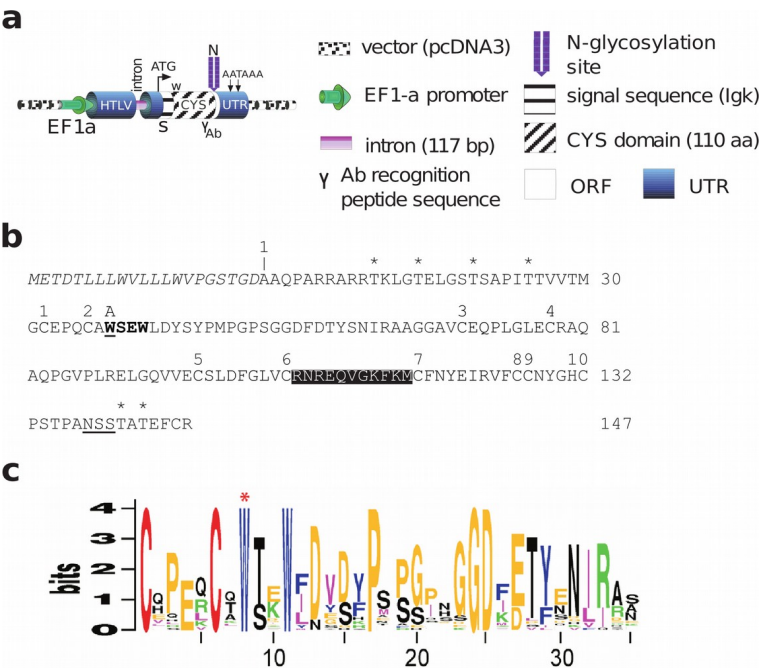 a
intron
ATG
N
W
AATAAA
HTLV
CYS
UTR
EF1a
S
Ab
vector (pcDNA3)
EF1-a promoter
intron (117 bp)
Ab recognition
peptide sequence
N-glycosylation
site
signal sequence (Igk)
CYS domain (110 aa)
ORF
UTR
b
1
* * * *
METDTLLLWVLLLWVPGSTGDAAQPARRARRTKLGTELGSTSAPITTVVTM 30
1 2 A 3 4
GCEPQCAWSEWLDYSYPMPGPSGGDFDTYSNIRAAGGAVCEQPLGLECRAQ 81
5 6 7 89 10
AQPGVPLRELGQVVECSLDFGLVCRNREQVGKFKMCFNYEIRVFCCNYGHC 132
* *
PSTPANSSTATEFCR 147
c
*
bits
4
3
2
1
0
10
20
30